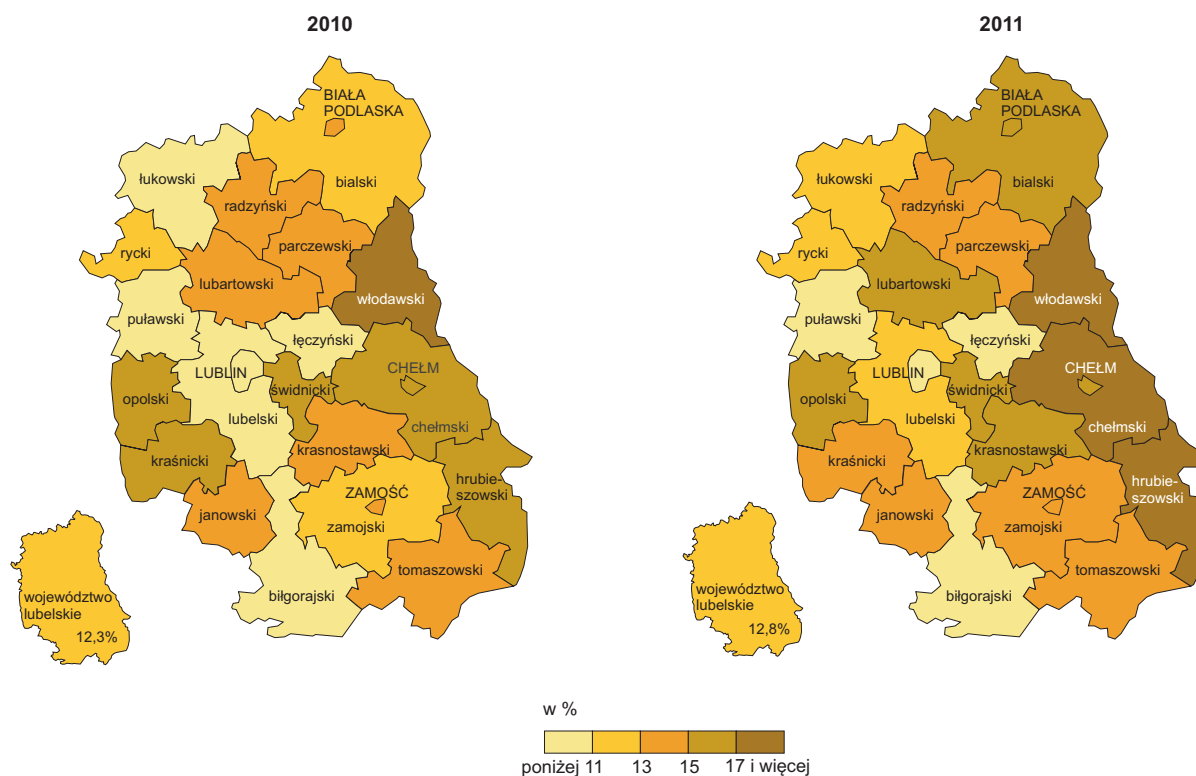 2010
BIAŁA
PODLASKA
łukowski
bialski
radzyński
rycki
parczewski
lubartowski
włodawski
puławski
łęczyński
LUBLIN
CHEŁM
opolski
świdnicki
lubelski
chełmski
kraśnicki
krasnostawski
hrubie-
szowski
ZAMOŚĆ
janowski
zamojski
tomaszowski
biłgorajski
województwo
lubelskie
12,3%
2011
BIAŁA
PODLASKA
łukowski
bialski
radzyński
rycki
parczewski
lubartowski
włodawski
puławski
łęczyński
LUBLIN
CHEŁM
opolski
świdnicki
lubelski
chełmski
kraśnicki
krasnostawski
hrubie-
szowski
ZAMOŚĆ
janowski
zamojski
tomaszowski
biłgorajski
województwo
lubelskie
12,8%
w %
poniżej 11 13 15 17 i więcej